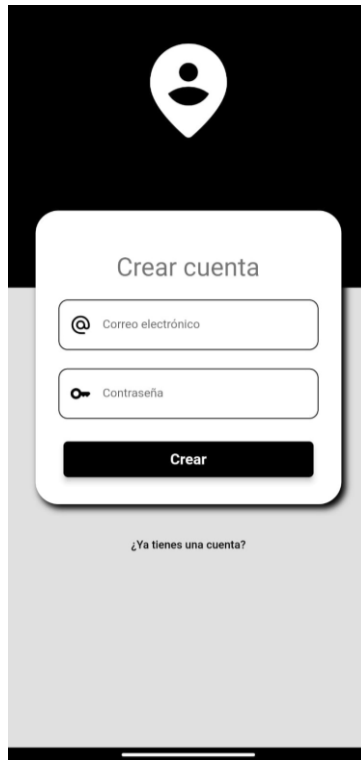 Crear cuenta
Correo electrónico
Contraseña
Crear
¿Ya tienes una cuenta?